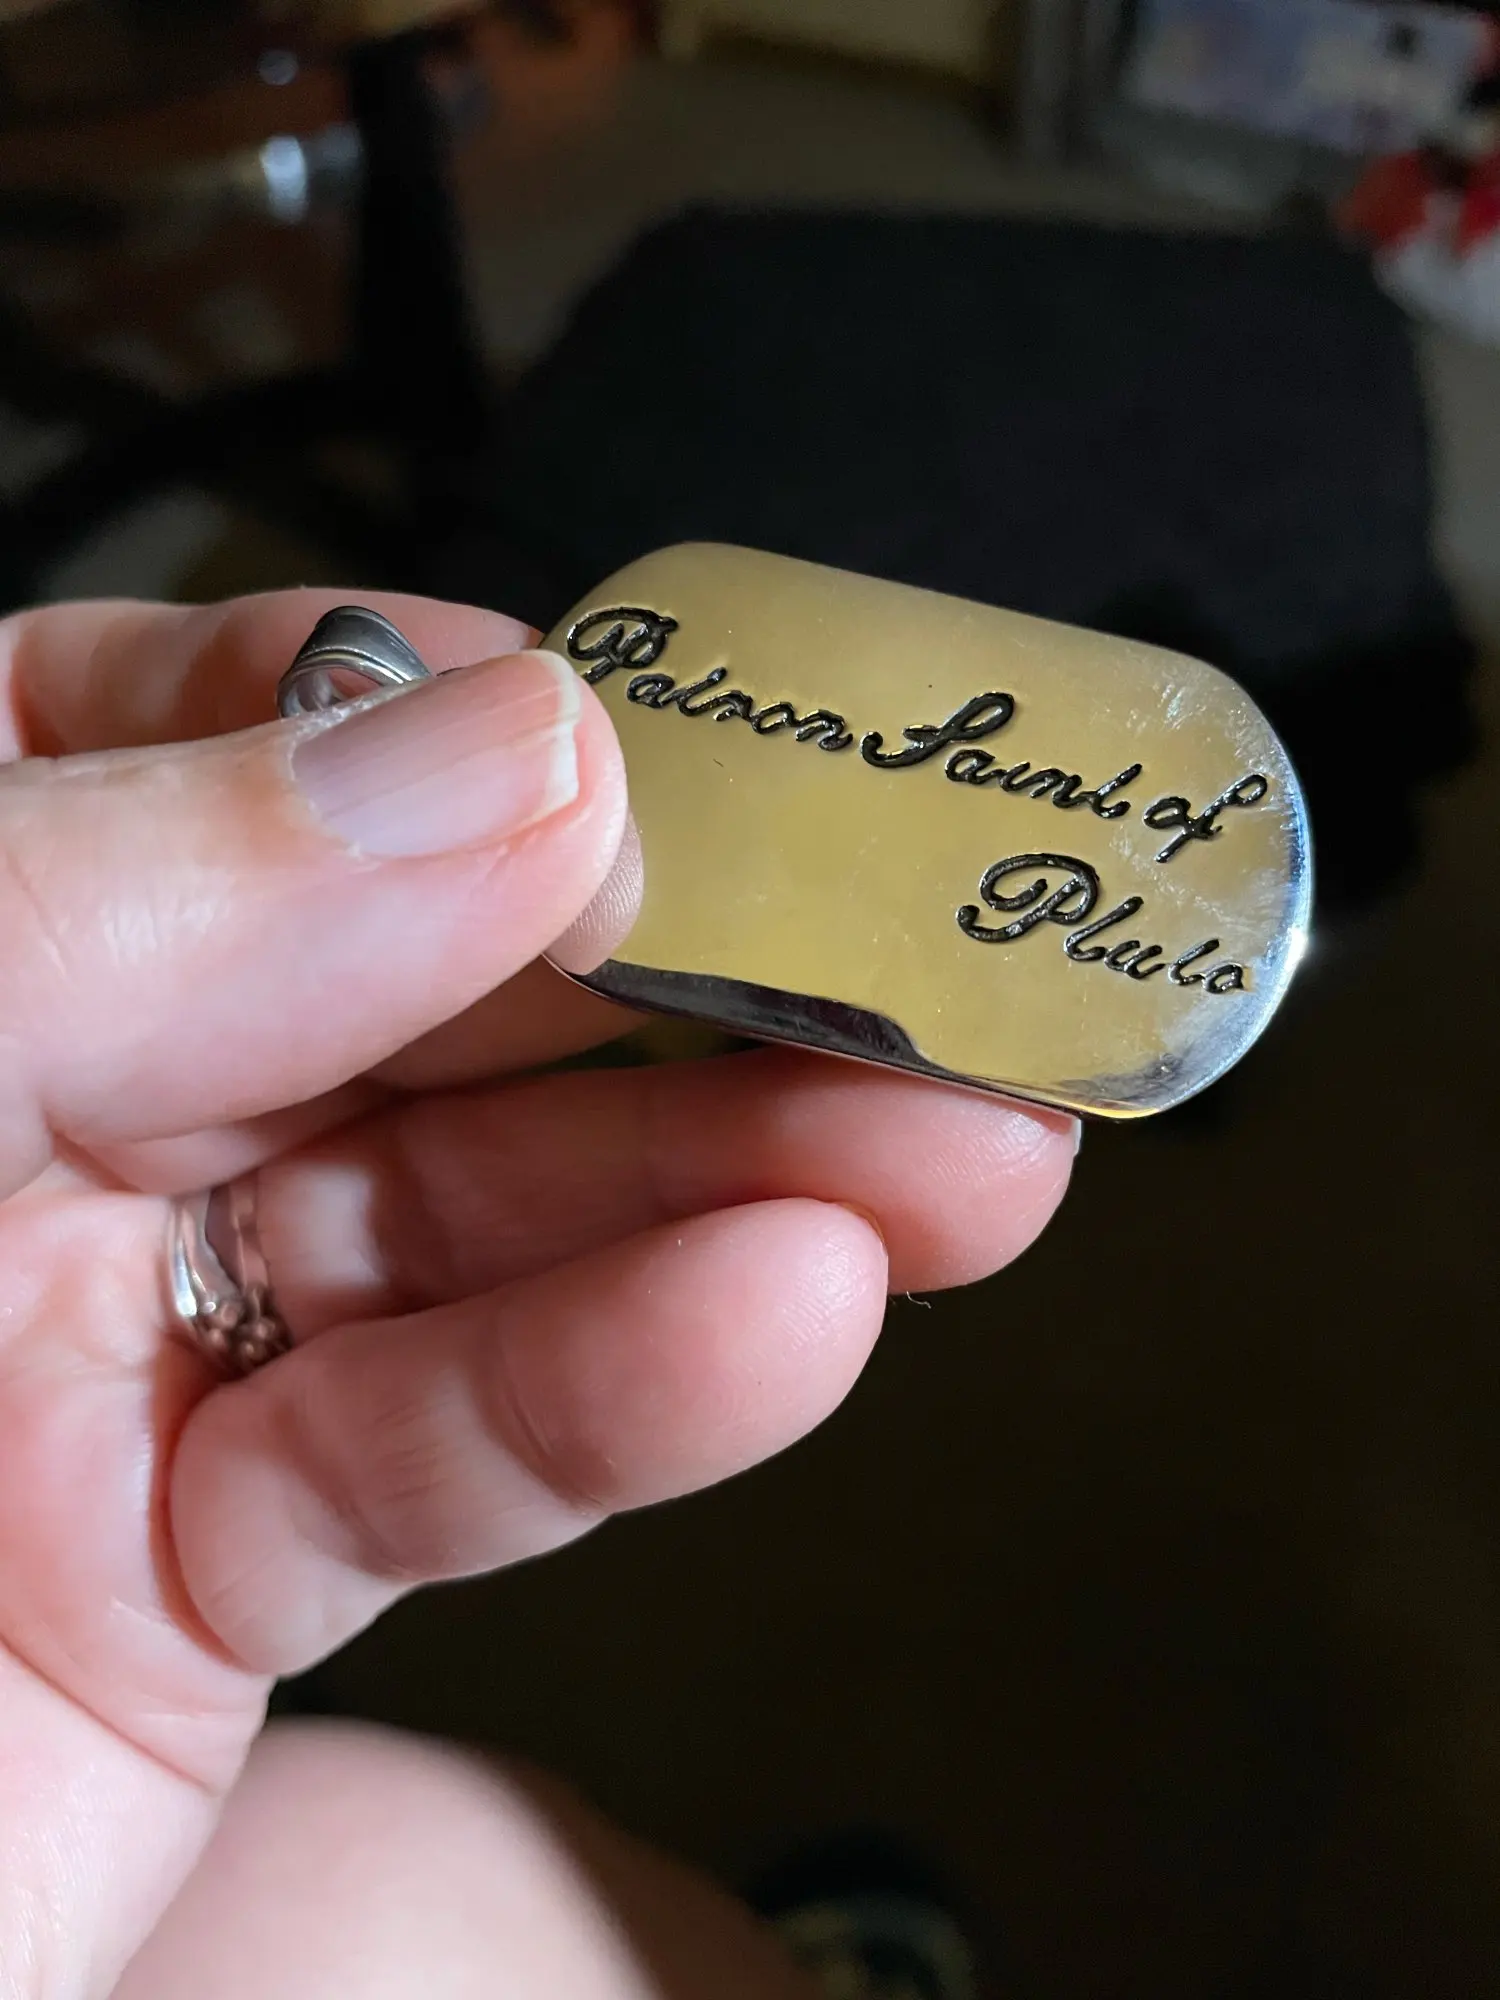 Patron Saint of
Pluto